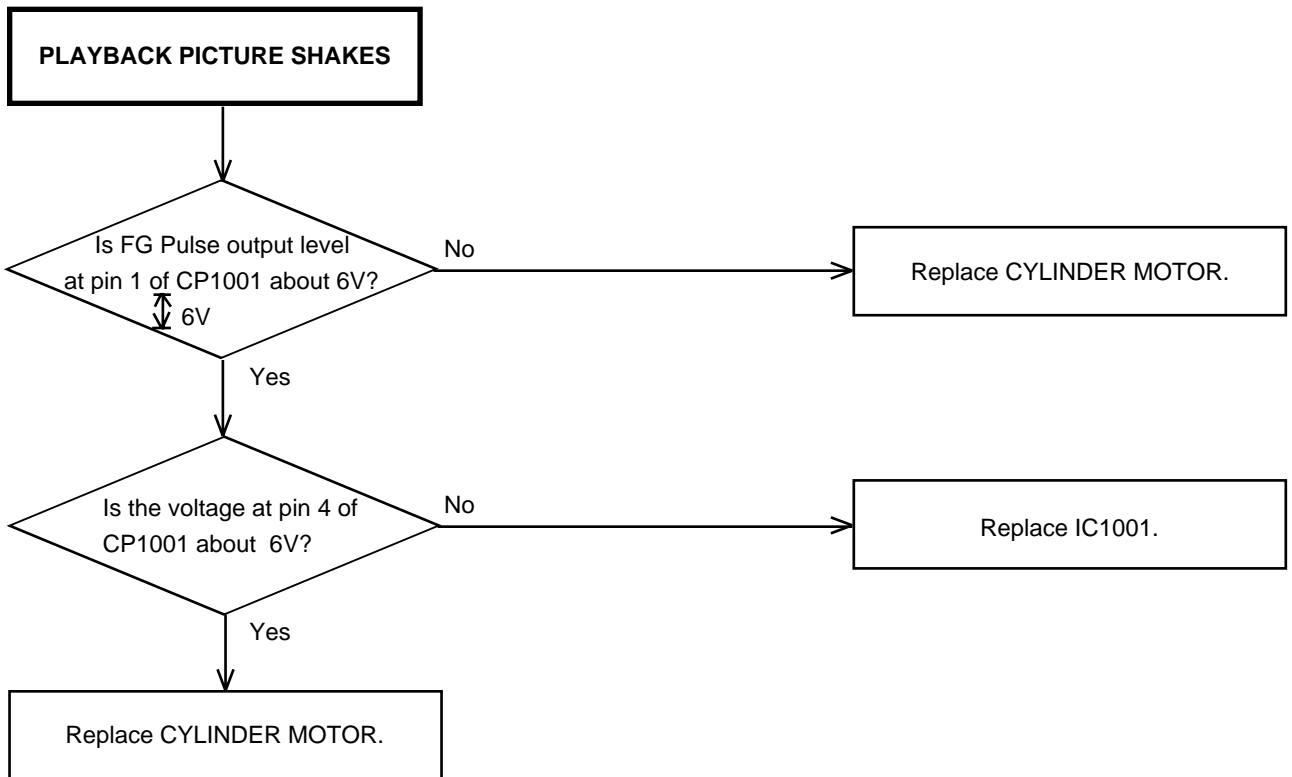 PLAYBACK PICTURE SHAKES
Is FG Pulse output level
at pin 1 of CP1001 about 6V?
6V
No
Replace CYLINDER MOTOR.
Yes
Is the voltage at pin 4 of
CP1001 about 6V?
No
Replace IC1001.
Yes
Replace CYLINDER MOTOR.